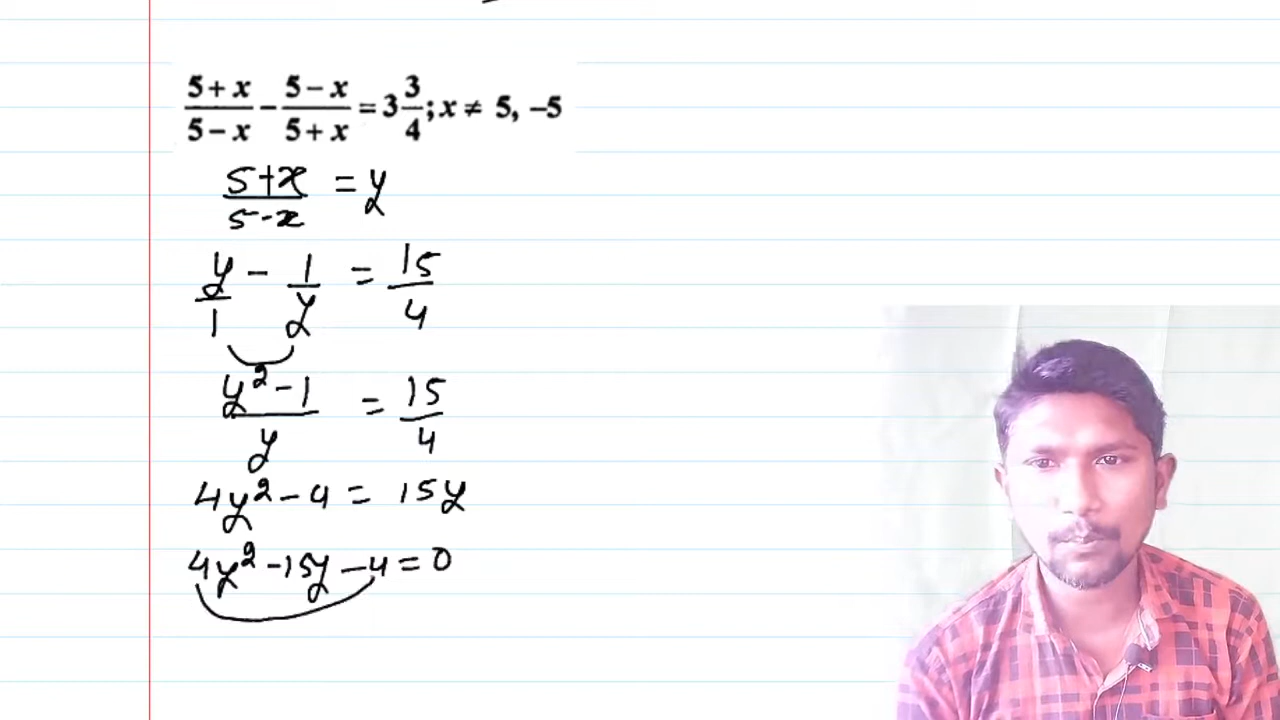 5 + x / 5 − x − 5 − x / 5 + x = 3 3/4 ; x ≠ 5, −5
5+x / 5-x = y
y/1 - 1/y = 15/4
y² - 1 / y = 15/4
4y² - 4 = 15y
4y² - 15y - 4 = 0